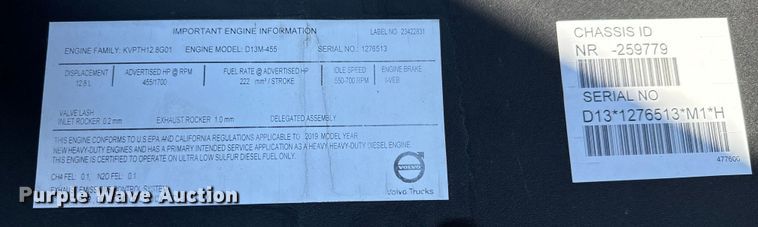 IMPORTANT ENGINE INFORMATION LABEL NO 23422831
ENGINE FAMILY: KVPTH12.8G01 ENGINE MODEL: D13M-455 SERIAL NO.: 1276513
DISPLACEMENT ADVERTISED HP @ RPM FUEL RATE @ ADVERTISED HP IDLE SPEED ENGINE BRAKE
12.8 L 455/1700 222 mm³ / STROKE 550-700 RPM I-VEB
VALVE LASH
INLET ROCKER 0.2 mm EXHAUST ROCKER 1.0 mm DELEGATED ASSEMBLY
THIS ENGINE CONFORMS TO U.S EPA AND CALIFORNIA REGULATIONS APPLICABLE TO 2019 MODEL YEAR
NEW HEAVY-DUTY ENGINES AND HAS A PRIMARY INTENDED SERVICE APPLICATION AS A HEAVY HEAVY-DUTY DIESEL ENGINE
THIS ENGINE IS CERTIFIED TO OPERATE ON ULTRA LOW SULFUR DIESEL FUEL ONLY.
CH4 FEL: 0.1, N2O FEL: 0.1
EXHAUST EMISSION CONTROL SYSTEM
VOLVO
Volvo Trucks
CHASSIS ID
NR -259779
SERIAL NO
D13*1276513*M1*H
477600
Purple Wave Auction